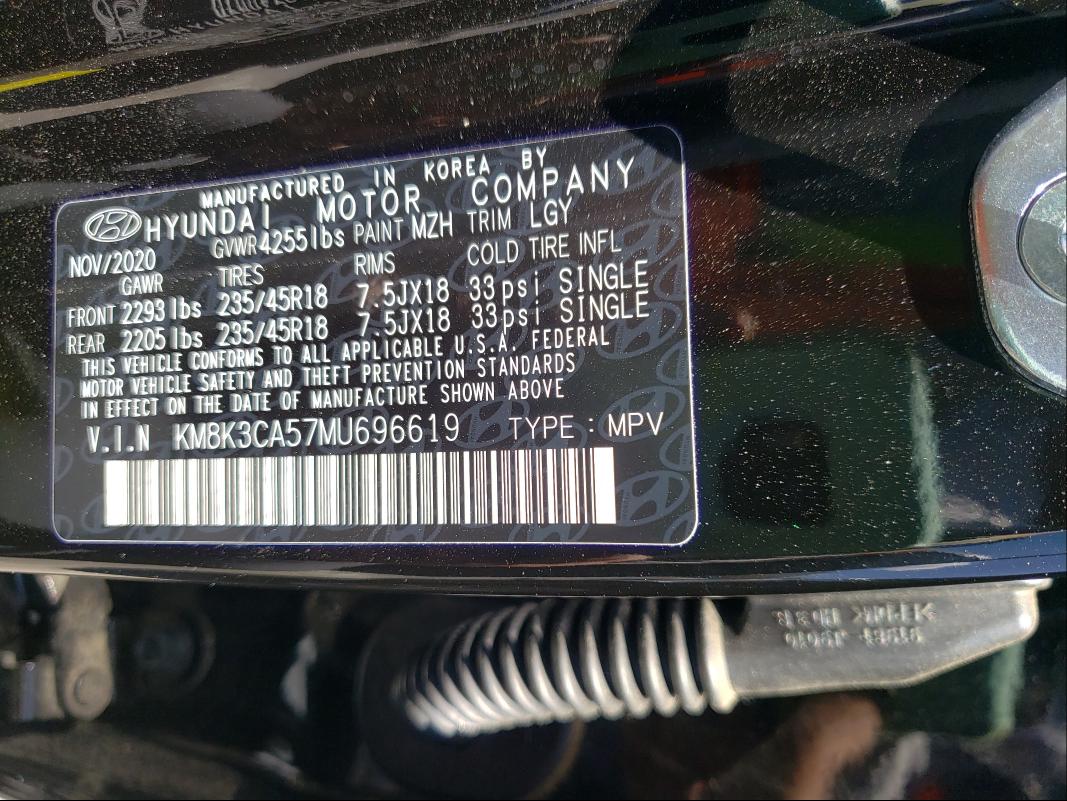 MANUFACTURED IN KOREA BY
HYUNDAI MOTOR COMPANY
NOV/2020 GVWR 4255lbs PAINT MZH TRIM LGY
GAWR TIRES RIMS COLD TIRE INFL
FRONT 2293 lbs 235/45R18 7.5JX18 33psi SINGLE
REAR 2205 lbs 235/45R18 7.5JX18 33psi SINGLE
THIS VEHICLE CONFORMS TO ALL APPLICABLE U.S.A. FEDERAL
MOTOR VEHICLE SAFETY AND THEFT PREVENTION STANDARDS
IN EFFECT ON THE DATE OF MANUFACTURE SHOWN ABOVE
V.I.N KM8K3CA57MU696619 TYPE : MPV